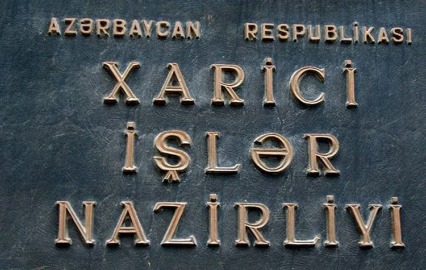 AZƏRBAYCAN RESPUBLİKASI
XARİCİ
İŞLƏR
NAZİRLİYİ